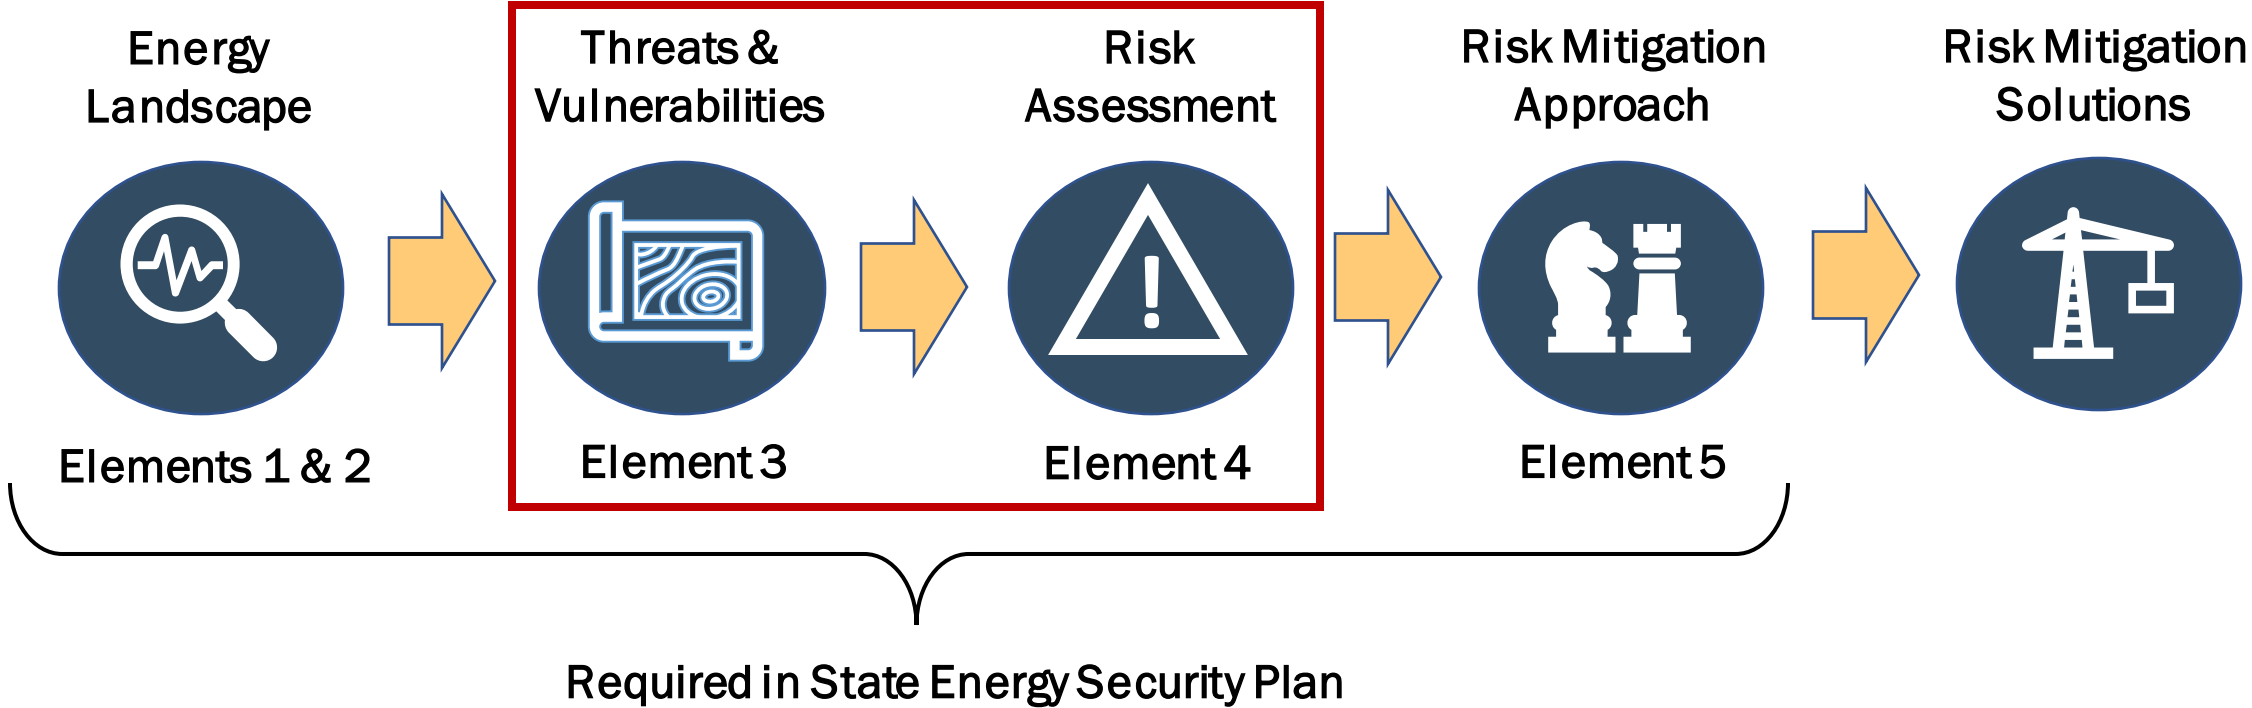 Energy
Landscape
Threats &
Vulnerabilities
Risk
Assessment
Risk Mitigation
Approach
Risk Mitigation
Solutions
!
Elements 1 & 2
Element 3
Element 4
Element 5
Required in State Energy Security Plan